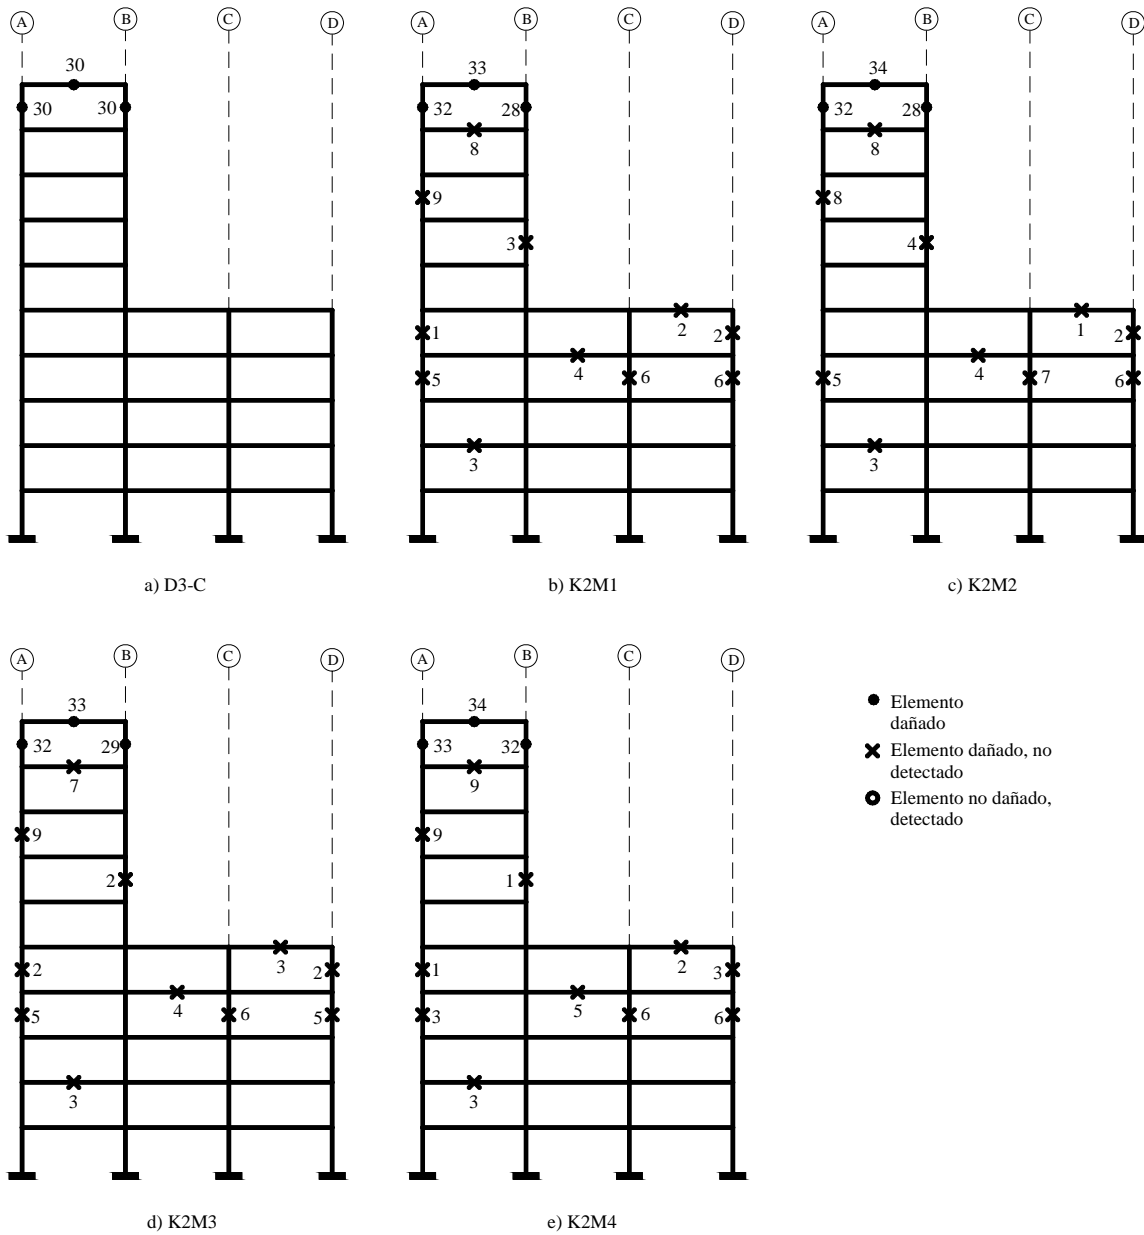 A B C D A B C D A B C D
30 33 34
30 30 32 28 32 28
8 8
9 8
3 4
2 1
1 2 2
4 4
5 6 6 5 7 6
3 3
a) D3-C b) K2M1 c) K2M2
A B C D A B C D
33 34
32 29 33 32
7 9
9 9
2 1
3 2
2 2 1 3
4 5
5 6 5 3 6 6
3 3
d) K2M3 e) K2M4
Elemento
dañado
Elemento dañado, no
detectado
Elemento no dañado,
detectado